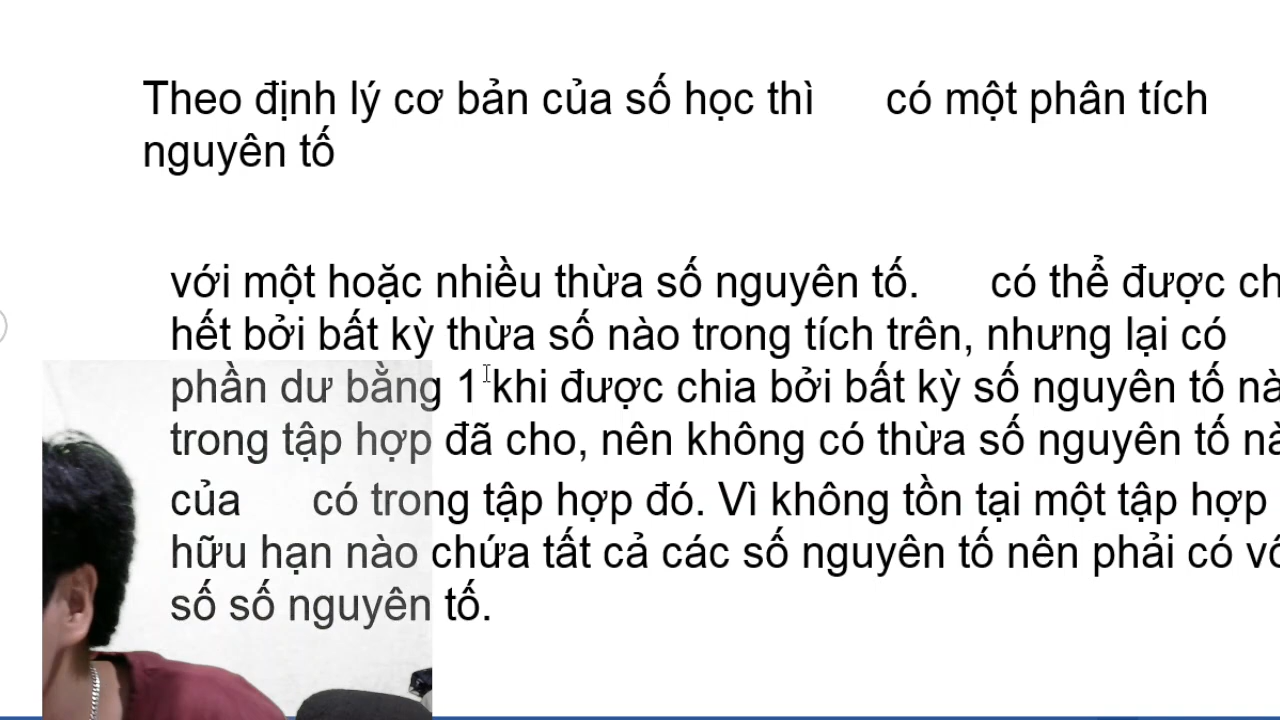 Theo định lý cơ bản của số học thì có một phân tích
nguyên tố
với một hoặc nhiều thừa số nguyên tố. có thể được ch
hết bởi bất kỳ thừa số nào trong tích trên, nhưng lại có
phần dư bằng 1 khi được chia bởi bất kỳ số nguyên tố nà
trong tập hợp đã cho, nên không có thừa số nguyên tố nà
của có trong tập hợp đó. Vì không tồn tại một tập hợp
hữu hạn nào chứa tất cả các số nguyên tố nên phải có vô
số số nguyên tố.